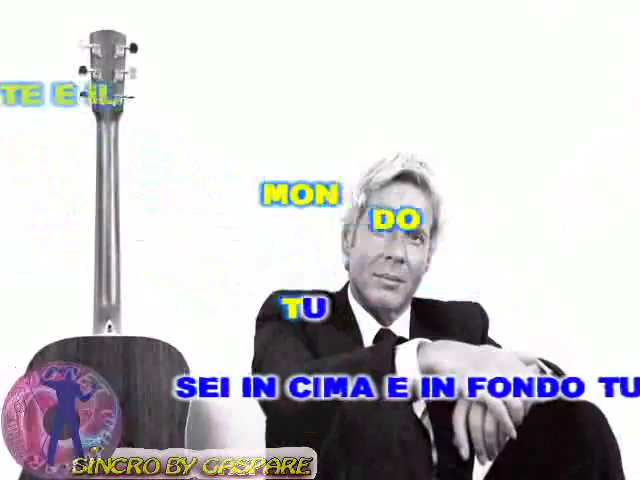 TE E IL
MON
DO
TU
SEI IN CIMA E IN FONDO TU
SINCRO BY GASPARE